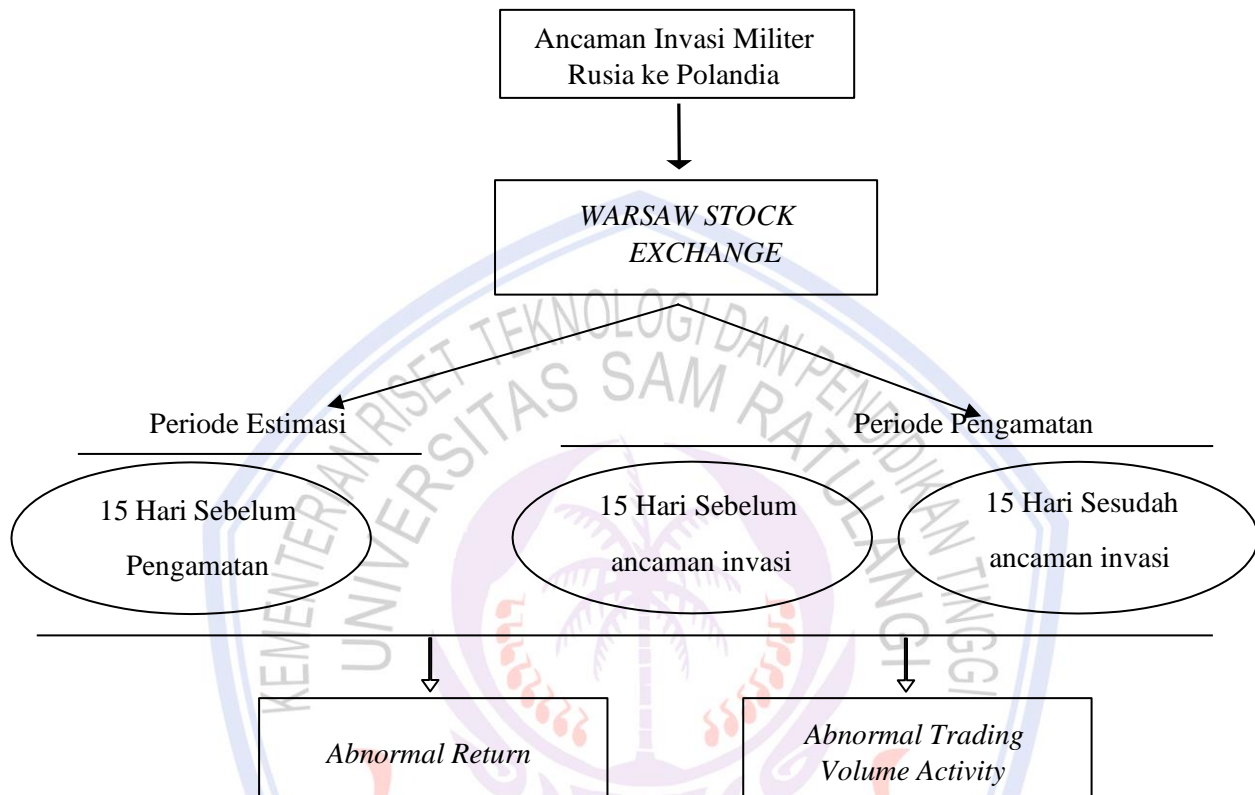 Ancaman Invasi Militer
Rusia ke Polandia
WARSAW STOCK
EXCHANGE
KEMENTERIAN RISET TEKNOLOGI DAN PENDIDIKAN TINGGI
UNIVERSITAS SAM RATULANGI
Periode Estimasi
Periode Pengamatan
15 Hari Sebelum
Pengamatan
15 Hari Sebelum
ancaman invasi
15 Hari Sesudah
ancaman invasi
Abnormal Return
Abnormal Trading
Volume Activity